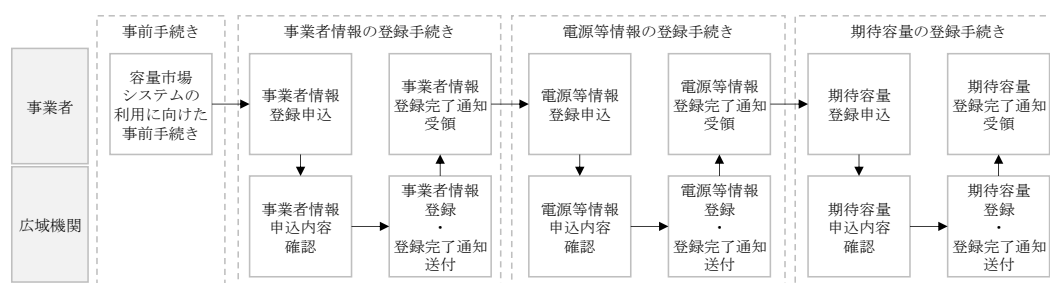 事前手続き
事業者情報の登録手続き
電源等情報の登録手続き
期待容量の登録手続き
事業者
容量市場
システムの
利用に向けた
事前手続き
事業者情報
登録申込
事業者情報
登録完了通知
受領
電源等情報
登録申込
電源等情報
登録完了通知
受領
期待容量
登録申込
期待容量
登録完了通知
受領
広域機関
事業者情報
申込内容
確認
事業者情報
登録
・
登録完了通知
送付
電源等情報
申込内容
確認
電源等情報
登録
・
登録完了通知
送付
期待容量
申込内容
確認
期待容量
登録
・
登録完了通知
送付